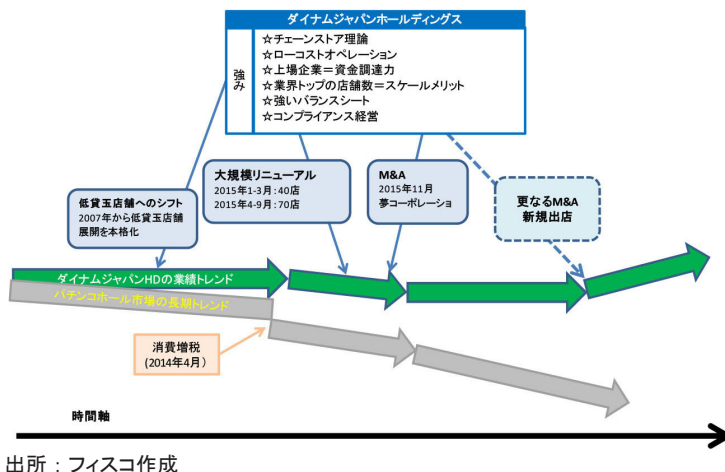 ダイナムジャパンホールディングス
強み
☆チェーンストア理論
☆ローコストオペレーション
☆上場企業＝資金調達力
☆業界トップの店舗数＝スケールメリット
☆強いバランスシート
☆コンプライアンス経営
低貸玉店舗へのシフト
2007年から低貸玉店舗
展開を本格化
大規模リニューアル
2015年1-3月：40店
2015年4-9月：70店
M&A
2015年11月
夢コーポレーショ
更なるM&A
新規出店
ダイナムジャパンHDの業績トレンド
パチンコホール市場の長期トレンド
消費増税
(2014年4月）
時間軸
出所：フィスコ作成